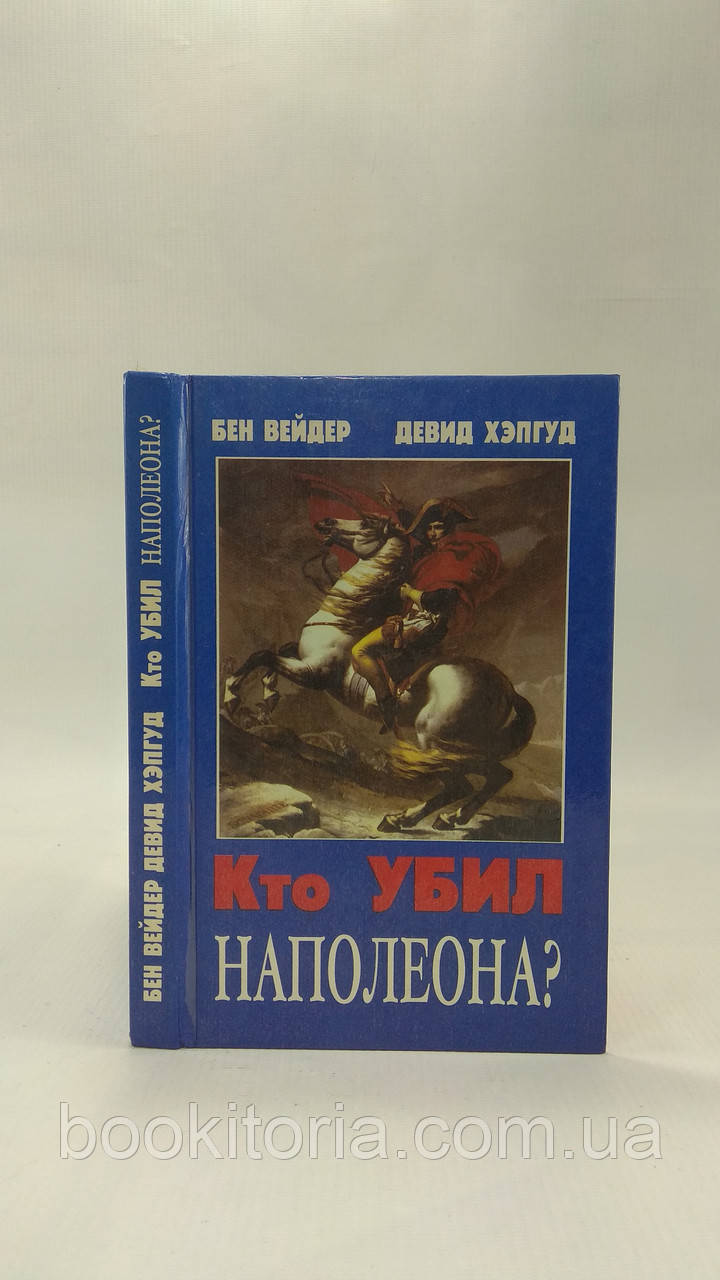 БЕН ВЕЙДЕР ДЕВИД ХЭПГУД Кто УБИЛ НАПОЛЕОНА?
БЕН ВЕЙДЕР ДЕВИД ХЭПГУД
Кто УБИЛ
НАПОЛЕОНА?
bookitoria.com.ua